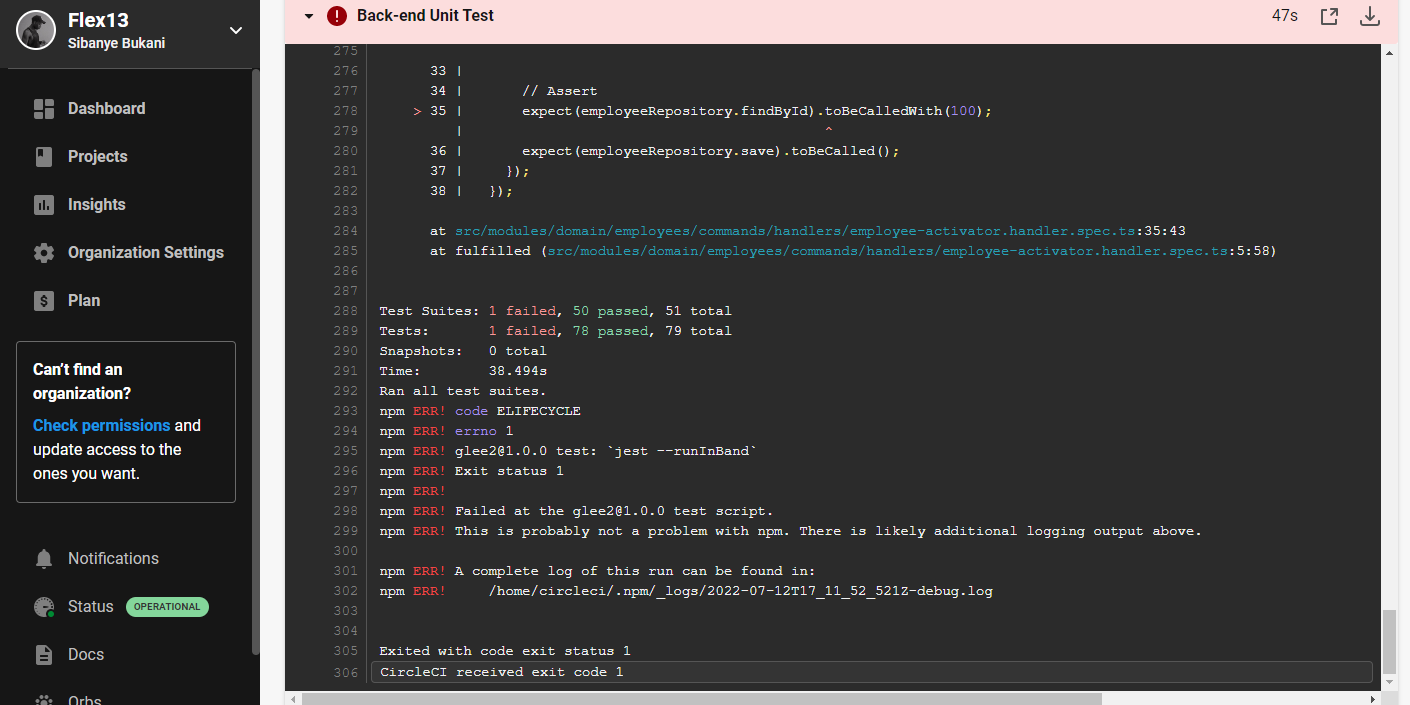 Flex13
Sibanye Bukani
Dashboard
Projects
Insights
Organization Settings
Plan
Can't find an
organization?
Check permissions and
update access to the
ones you want.
Notifications
Status OPERATIONAL
Docs
Orbs
Back-end Unit Test 47s
275
276 33 |
277 34 | // Assert
278 > 35 | expect(employeeRepository.findById).toBeCalledWith(100);
279 | ^
280 36 | expect(employeeRepository.save).toBeCalled();
281 37 | });
282 38 | });
283
284 at src/modules/domain/employees/commands/handlers/employee-activator.handler.spec.ts:35:43
285 at fulfilled (src/modules/domain/employees/commands/handlers/employee-activator.handler.spec.ts:5:58)
286
287
288 Test Suites: 1 failed, 50 passed, 51 total
289 Tests: 1 failed, 78 passed, 79 total
290 Snapshots: 0 total
291 Time: 38.494s
292 Ran all test suites.
293 npm ERR! code ELIFECYCLE
294 npm ERR! errno 1
295 npm ERR! glee2@1.0.0 test: `jest --runInBand`
296 npm ERR! Exit status 1
297 npm ERR!
298 npm ERR! Failed at the glee2@1.0.0 test script.
299 npm ERR! This is probably not a problem with npm. There is likely additional logging output above.
300
301 npm ERR! A complete log of this run can be found in:
302 npm ERR! /home/circleci/.npm/_logs/2022-07-12T17_11_52_521Z-debug.log
303
304
305 Exited with code exit status 1
306 CircleCI received exit code 1